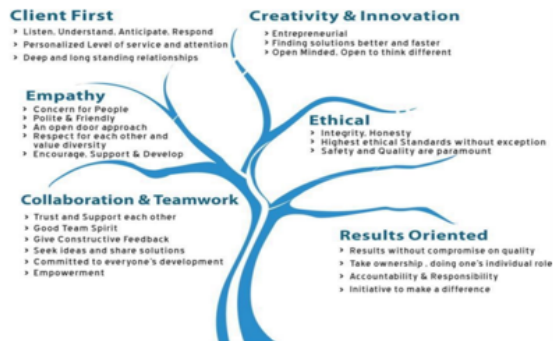 Client First
> Listen, Understand, Anticipate, Respond
> Personalized Level of service and attention
> Deep and long standing relationships
Creativity & Innovation
> Entrepreneurial
> Finding solutions better and faster
> Open Minded, Open to think different
Empathy
> Concern for People
> Polite & Friendly
> An open door approach
> Respect for each other and
value diversity
> Encourage, Support & Develop
Ethical
> Integrity, Honesty
> Highest ethical Standards without exception
> Safety and Quality are paramount
Collaboration & Teamwork
> Trust and Support each other
> Good Team Spirit
> Give Constructive Feedback
> Seek ideas and share solutions
> Committed to everyone's development
> Empowerment
Results Oriented
> Results without compromise on quality
> Take ownership , doing one's individual role
> Accountability & Responsibility
> Initiative to make a difference